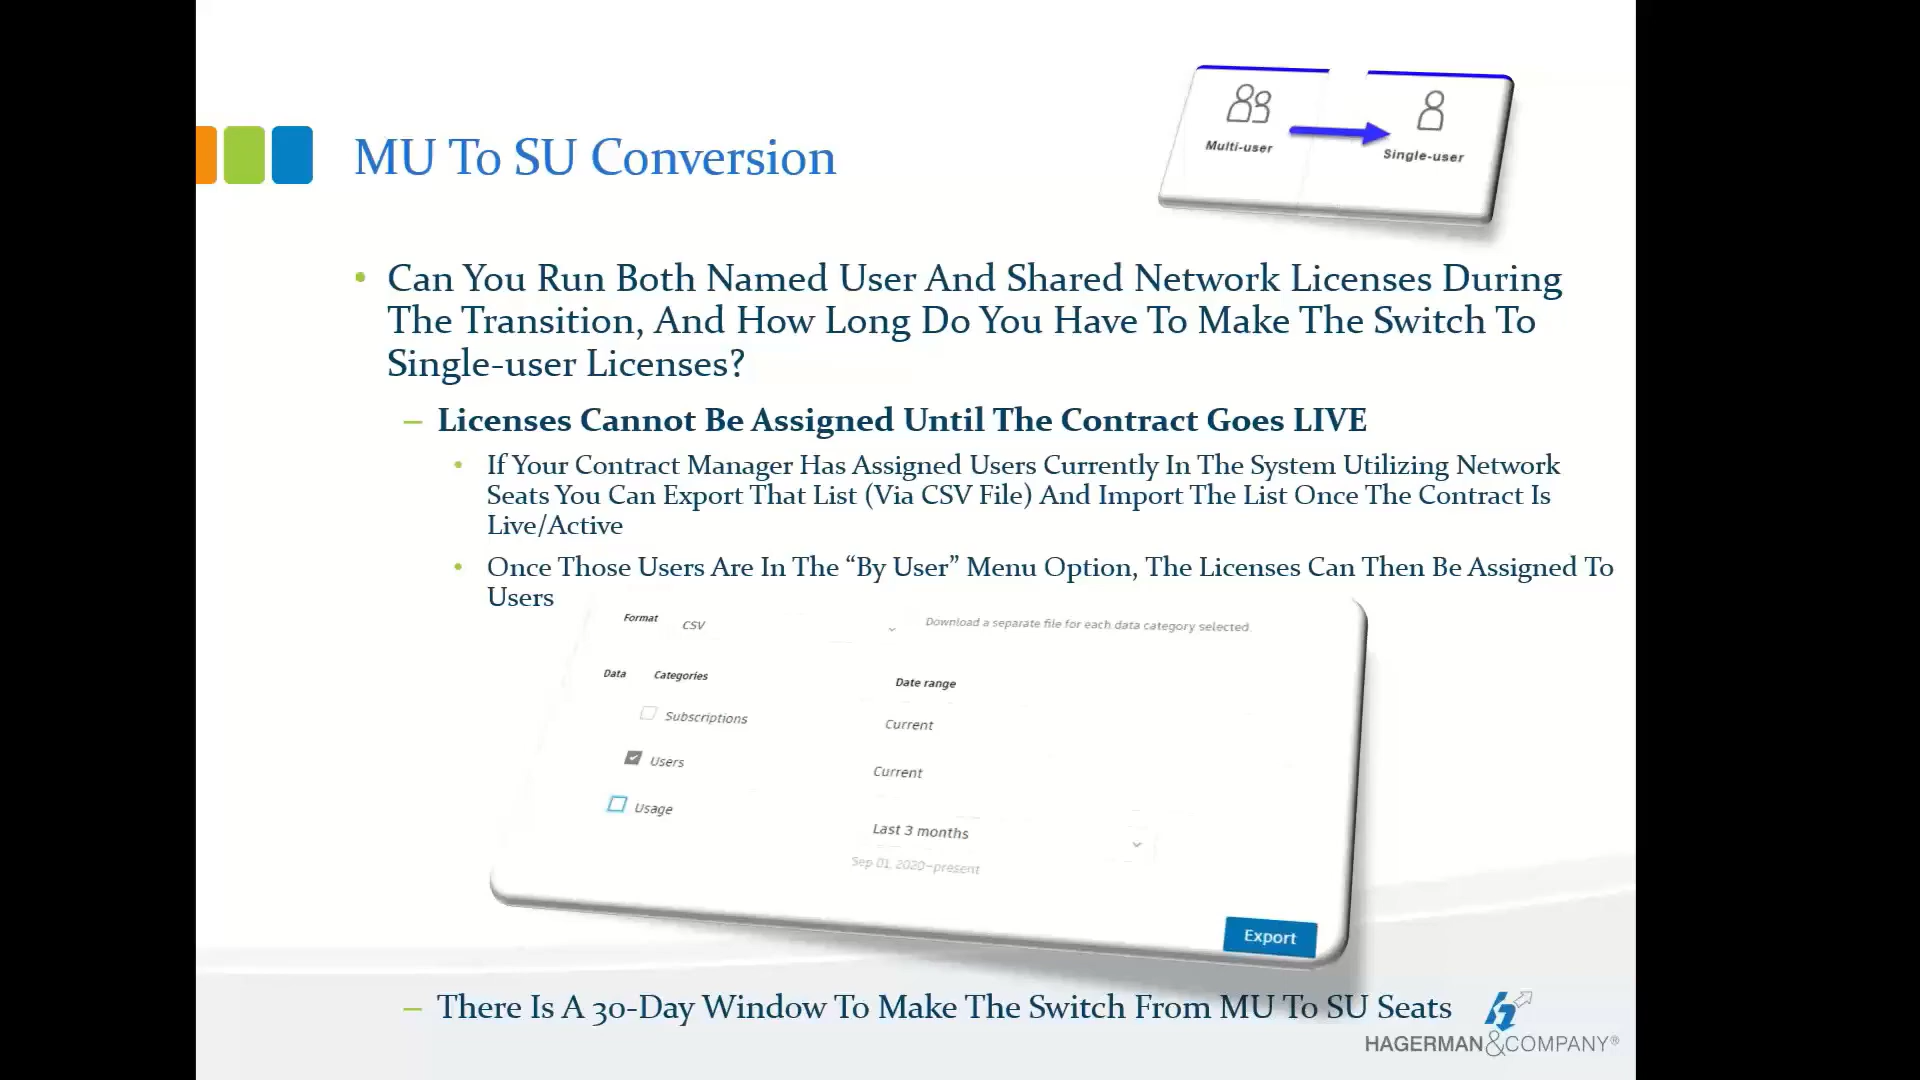 Multi-user
Single-user
MU To SU Conversion
• Can You Run Both Named User And Shared Network Licenses During
The Transition, And How Long Do You Have To Make The Switch To
Single-user Licenses?
– Licenses Cannot Be Assigned Until The Contract Goes LIVE
• If Your Contract Manager Has Assigned Users Currently In The System Utilizing Network
Seats You Can Export That List (Via CSV File) And Import The List Once The Contract Is
Live/Active
• Once Those Users Are In The “By User” Menu Option, The Licenses Can Then Be Assigned To
Users
Format CSV Download a separate file for each data category selected.
Data Categories Date range
Subscriptions Current
Users Current
Usage Last 3 months
Sep 01, 2020–present
Export
– There Is A 30-Day Window To Make The Switch From MU To SU Seats
HAGERMAN&COMPANY®